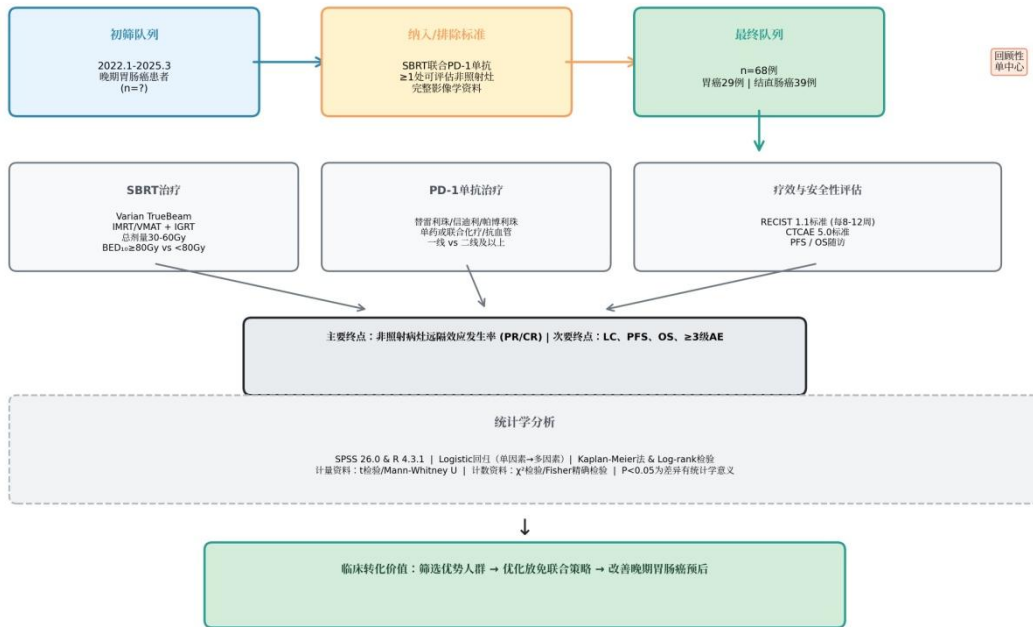 初筛队列
2022.1-2025.3
晚期胃肠癌患者
(n=?)
纳入/排除标准
SBRT联合PD-1单抗
≥1处可评估非照射灶
完整影像学资料
最终队列
n=68例
胃癌29例 | 结直肠癌39例
回顾性
单中心
SBRT治疗
Varian TrueBeam
IMRT/VMAT + IGRT
总剂量30-60Gy
BED₁₀≥80Gy vs <80Gy
PD-1单抗治疗
替雷利珠/信迪利/帕博利珠
单药或联合化疗/抗血管
一线 vs 二线及以上
疗效与安全性评估
RECIST 1.1标准 (每8-12周)
CTCAE 5.0标准
PFS / OS随访
主要终点：非照射病灶远隔效应发生率 (PR/CR) | 次要终点：LC、PFS、OS、≥3级AE
统计学分析
SPSS 26.0 & R 4.3.1 | Logistic回归（单因素→多因素） | Kaplan-Meier法 & Log-rank检验
计量资料：t检验/Mann-Whitney U | 计数资料：χ²检验/Fisher精确检验 | P<0.05为差异有统计学意义
临床转化价值：筛选优势人群 → 优化放免联合策略 → 改善晚期胃肠癌预后